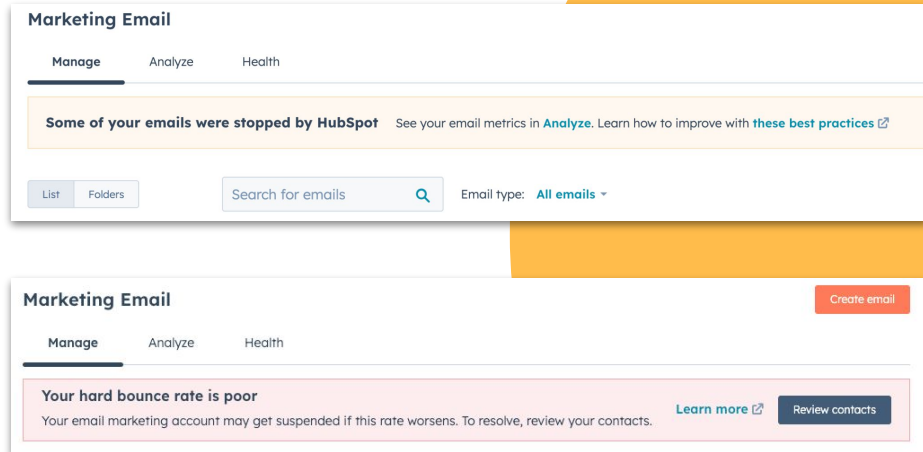 Marketing Email
Manage Analyze Health
Some of your emails were stopped by HubSpot See your email metrics in Analyze. Learn how to improve with these best practices
List Folders Search for emails Email type: All emails
Marketing Email Create email
Manage Analyze Health
Your hard bounce rate is poor
Your email marketing account may get suspended if this rate worsens. To resolve, review your contacts. Learn more Review contacts